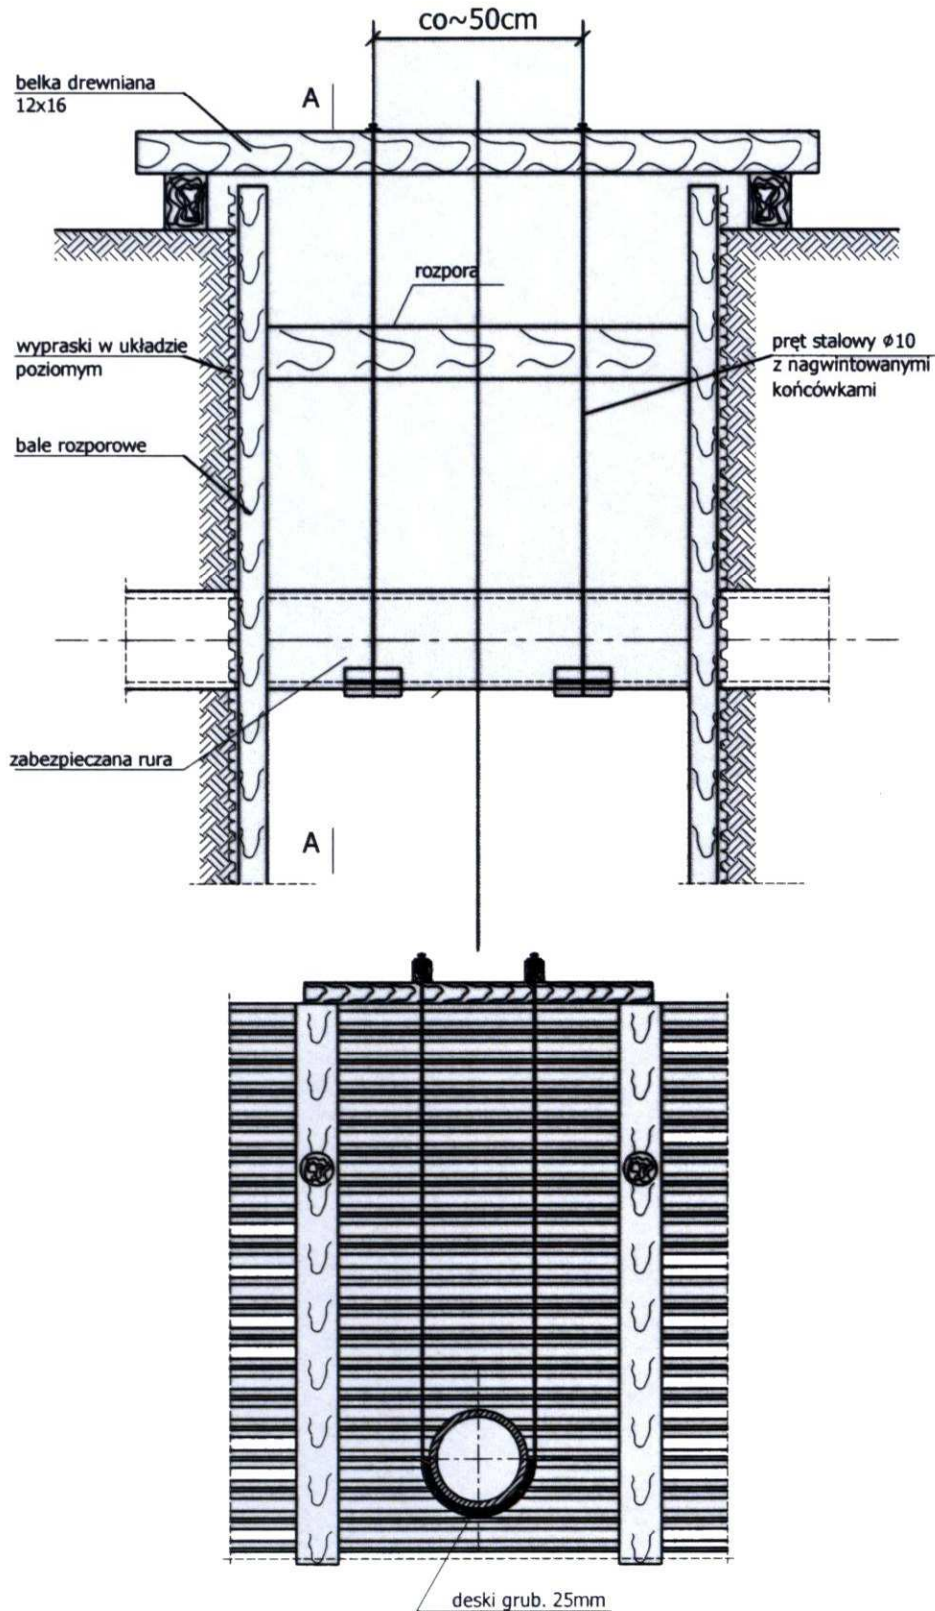 co~50cm
belka drewniana
12x16
A
rozpora
wypraski w układzie
poziomym
pręt stalowy ϕ10
z nagwintowanymi
końcówkami
bale rozporowe
zabezpieczana rura
A
deski grub. 25mm